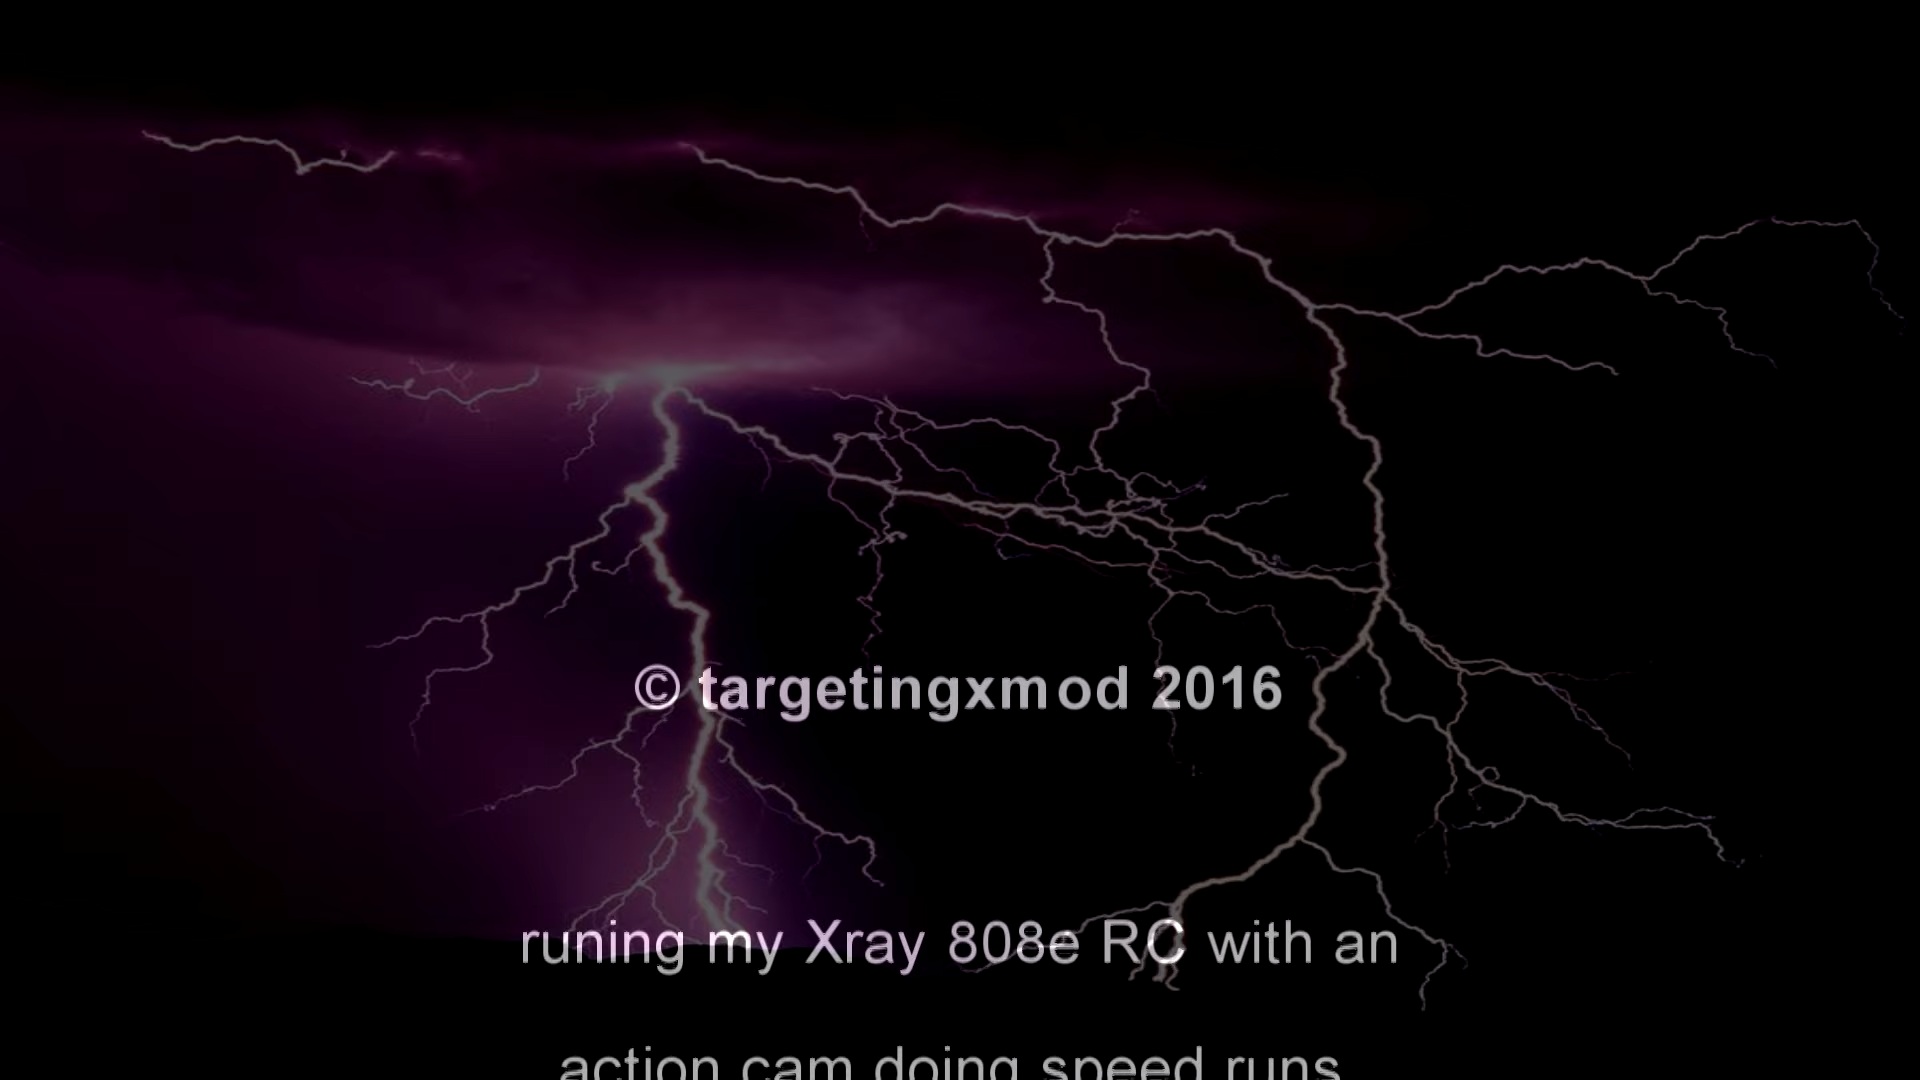 © targetingxmod 2016
runing my Xray 808e RC with an
action cam doing speed runs